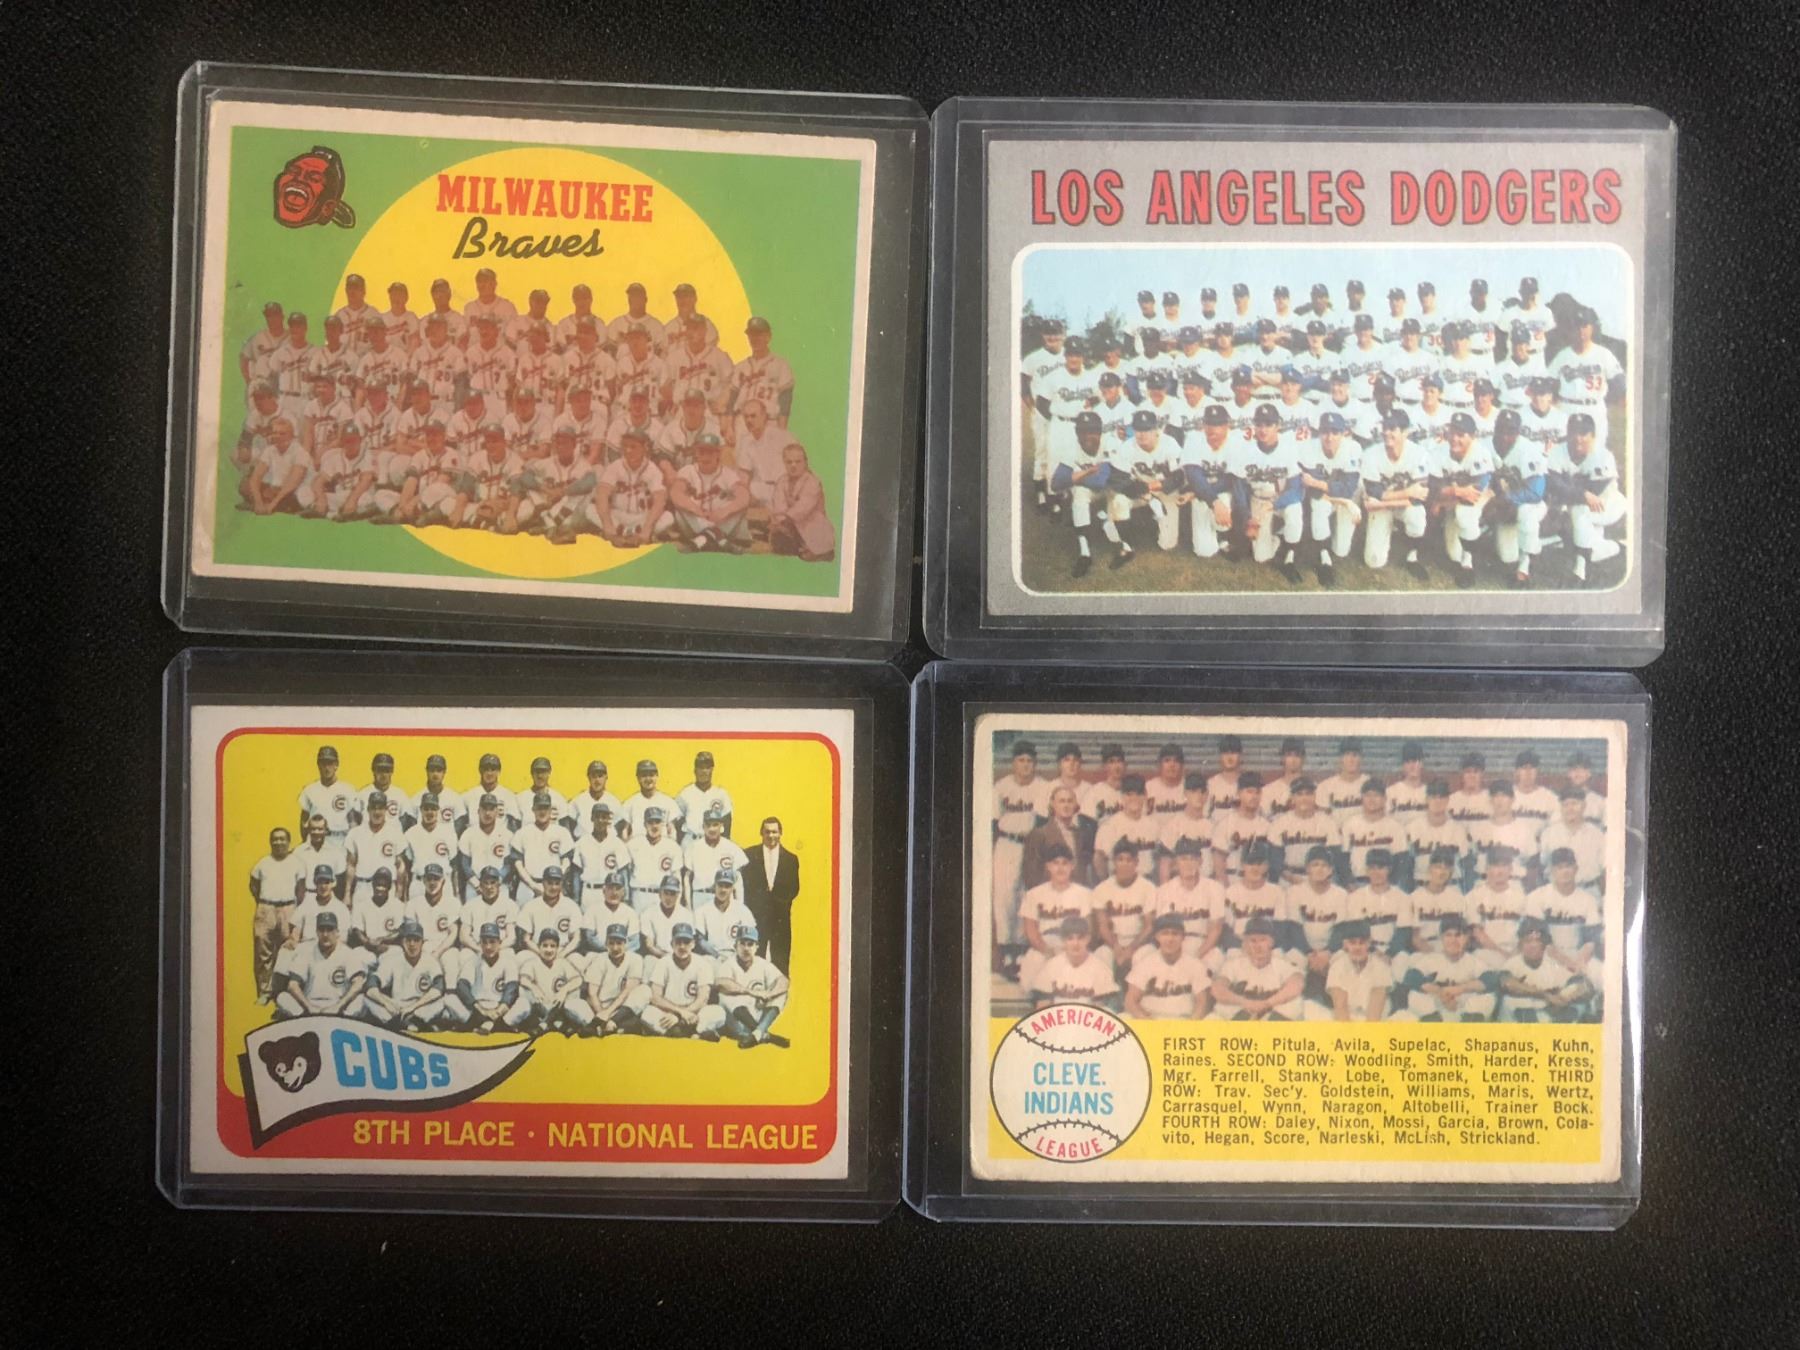 MILWAUKEE
Braves
LOS ANGELES DODGERS
CUBS
8TH PLACE · NATIONAL LEAGUE
AMERICAN
CLEVE.
INDIANS
LEAGUE
FIRST ROW: Pitula, Avila, Supelac, Shapanus, Kuhn,
Raines. SECOND ROW: Woodling, Smith, Harder, Kress,
Mgr. Farrell, Stanky, Lobe, Tomanek, Lemon. THIRD
ROW: Trav. Sec'y. Goldstein, Williams, Maris, Wertz,
Carrasquel, Wynn, Naragon, Altobelli, Trainer Bock.
FOURTH ROW: Daley, Nixon, Mossi, Garcia, Brown, Cola-
vito, Hegan, Score, Narleski, McLish, Strickland.